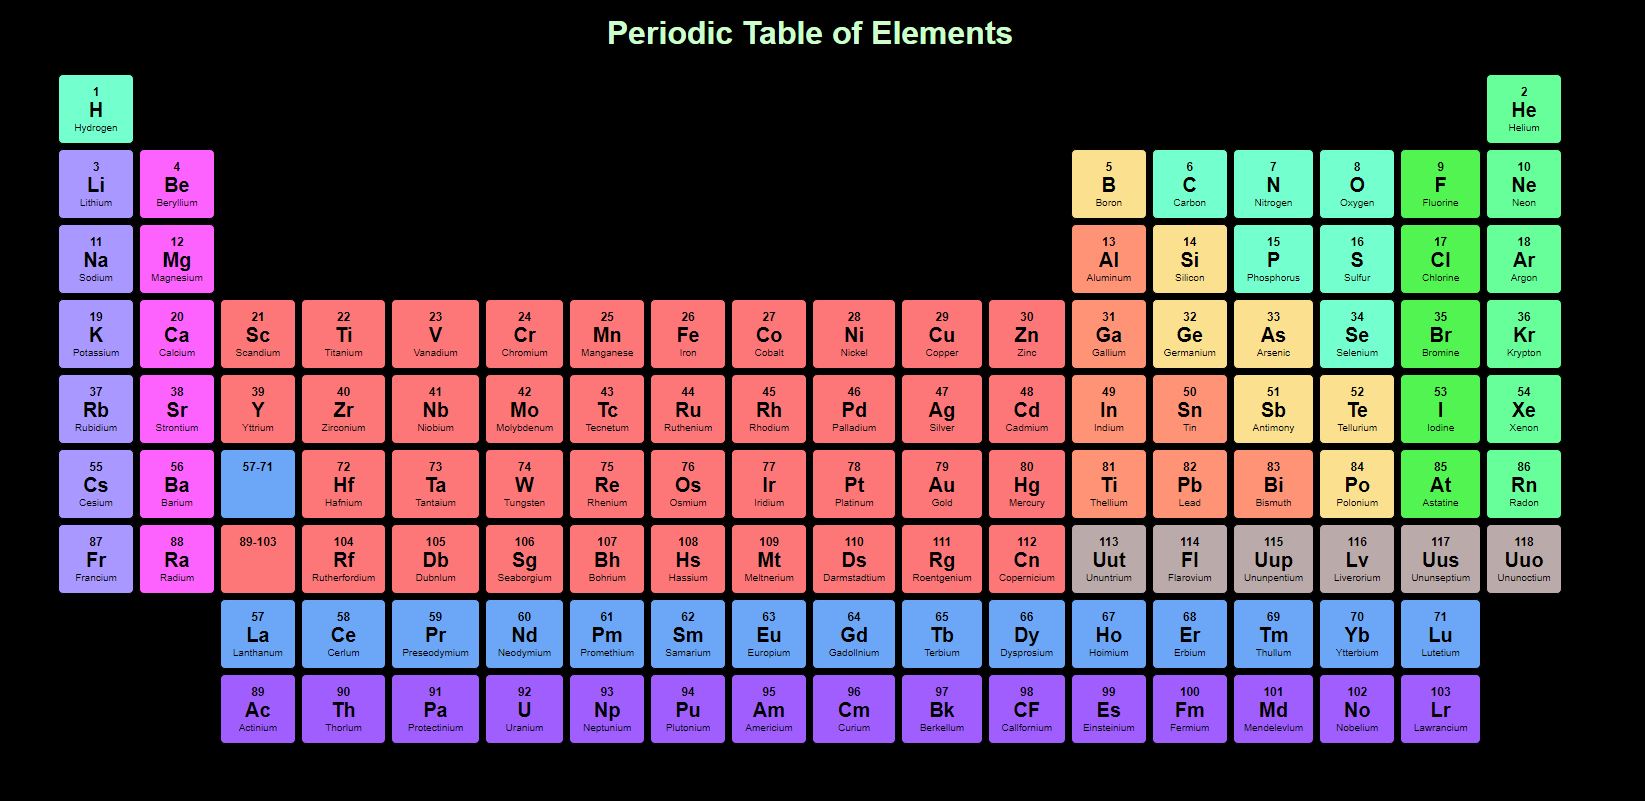 Periodic Table of Elements
1 2
H He
Hydrogen Helium
3 4 5 6 7 8 9 10
Li Be B C N O F Ne
Lithium Beryllium Boron Carbon Nitrogen Oxygen Fluorine Neon
11 12 13 14 15 16 17 18
Na Mg Al Si P S Cl Ar
Sodium Magnesium Aluminum Silicon Phosphorus Sulfur Chlorine Argon
19 20 21 22 23 24 25 26 27 28 29 30 31 32 33 34 35 36
K Ca Sc Ti V Cr Mn Fe Co Ni Cu Zn Ga Ge As Se Br Kr
Potassium Calcium Scandium Titanium Vanadium Chromium Manganese Iron Cobalt Nickel Copper Zinc Gallium Germanium Arsenic Selenium Bromine Krypton
37 38 39 40 41 42 43 44 45 46 47 48 49 50 51 52 53 54
Rb Sr Y Zr Nb Mo Tc Ru Rh Pd Ag Cd In Sn Sb Te I Xe
Rubidium Strontium Yttrium Zirconium Niobium Molybdenum Tecnetum Ruthenium Rhodium Palladium Silver Cadmium Indium Tin Antimony Tellurium Iodine Xenon
55 56 57-71 72 73 74 75 76 77 78 79 80 81 82 83 84 85 86
Cs Ba Hf Ta W Re Os Ir Pt Au Hg Ti Pb Bi Po At Rn
Cesium Barium Hafnium Tantaium Tungsten Rhenium Osmium Iridium Platinum Gold Mercury Thellium Lead Bismuth Polonium Astatine Radon
87 88 89-103 104 105 106 107 108 109 110 111 112 113 114 115 116 117 118
Fr Ra Rf Db Sg Bh Hs Mt Ds Rg Cn Uut Fl Uup Lv Uus Uuo
Francium Radium Rutherfordium Dubnlum Seaborgium Bohrium Hassium Meltnerium Darmstadtium Roentgenium Copernicium Ununtrium Flarovium Ununpentium Liverorium Ununseptium Ununoctium
57 58 59 60 61 62 63 64 65 66 67 68 69 70 71
La Ce Pr Nd Pm Sm Eu Gd Tb Dy Ho Er Tm Yb Lu
Lanthanum Cerlum Preseodymium Neodymium Promethium Samarium Europium Gadollnium Terbium Dysprosium Hoimium Erbium Thullum Ytterbium Lutetium
89 90 91 92 93 94 95 96 97 98 99 100 101 102 103
Ac Th Pa U Np Pu Am Cm Bk CF Es Fm Md No Lr
Actinium Thorlum Protectinium Uranium Neptunium Plutonium Americium Curium Berkellum Callfornium Einsteinium Fermium Mendelevlum Nobelium Lawrancium